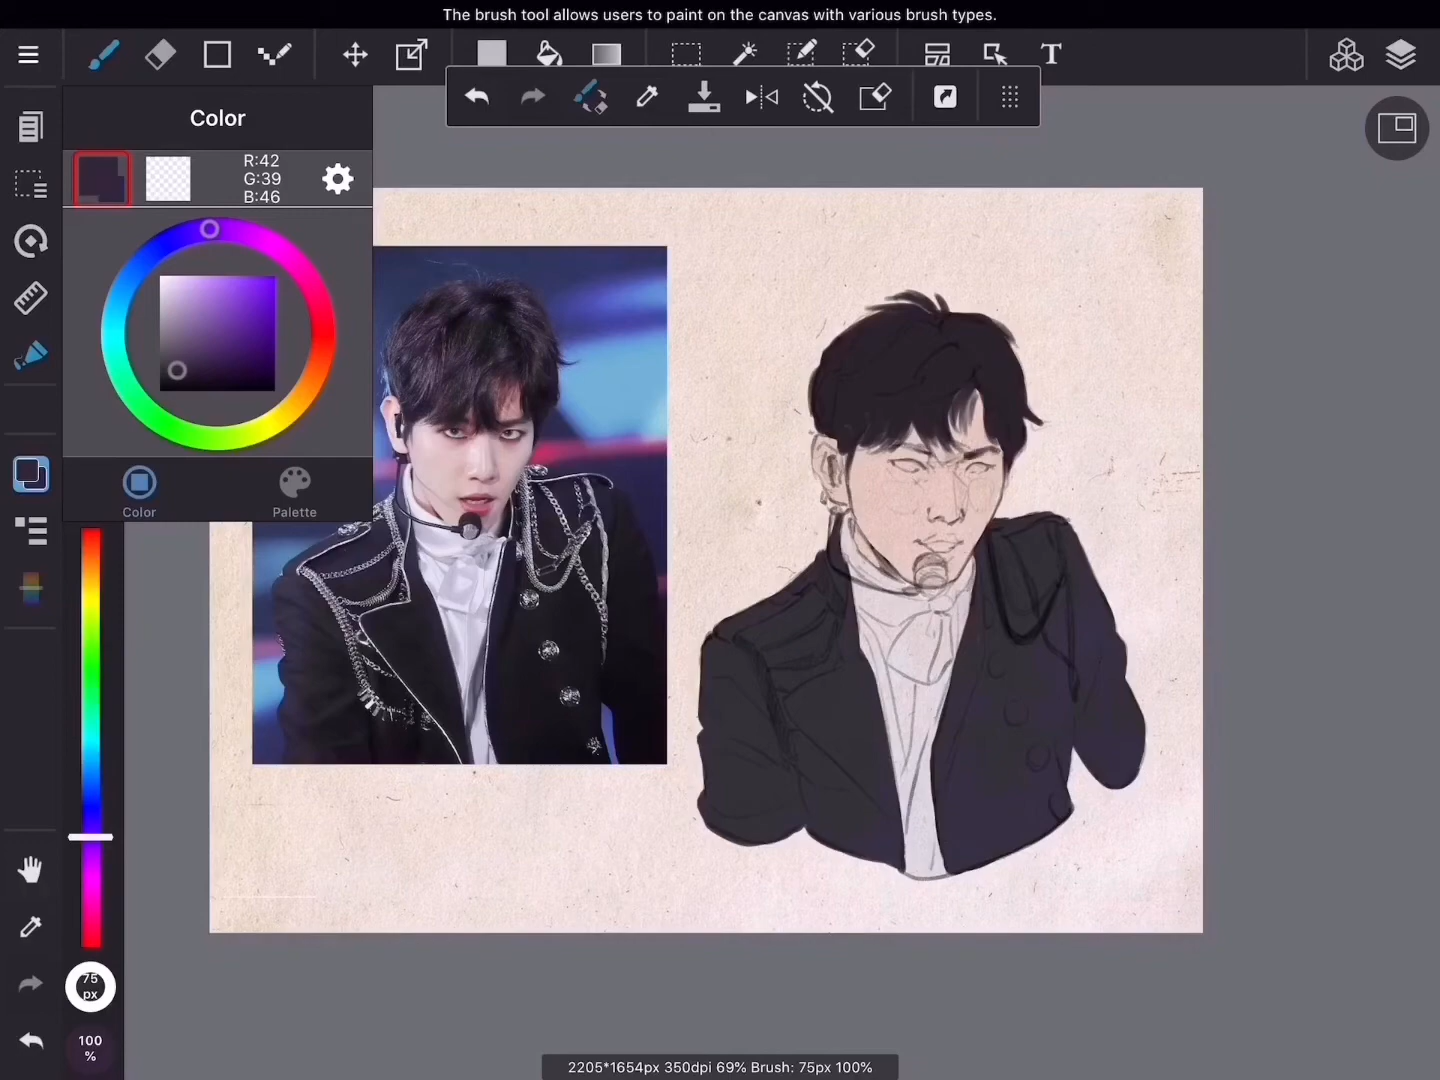 The brush tool allows users to paint on the canvas with various brush types.
T
Color
R:42
G:39
B:46
Color
Palette
75
px
100
%
2205*1654px 350dpi 69% Brush: 75px 100%